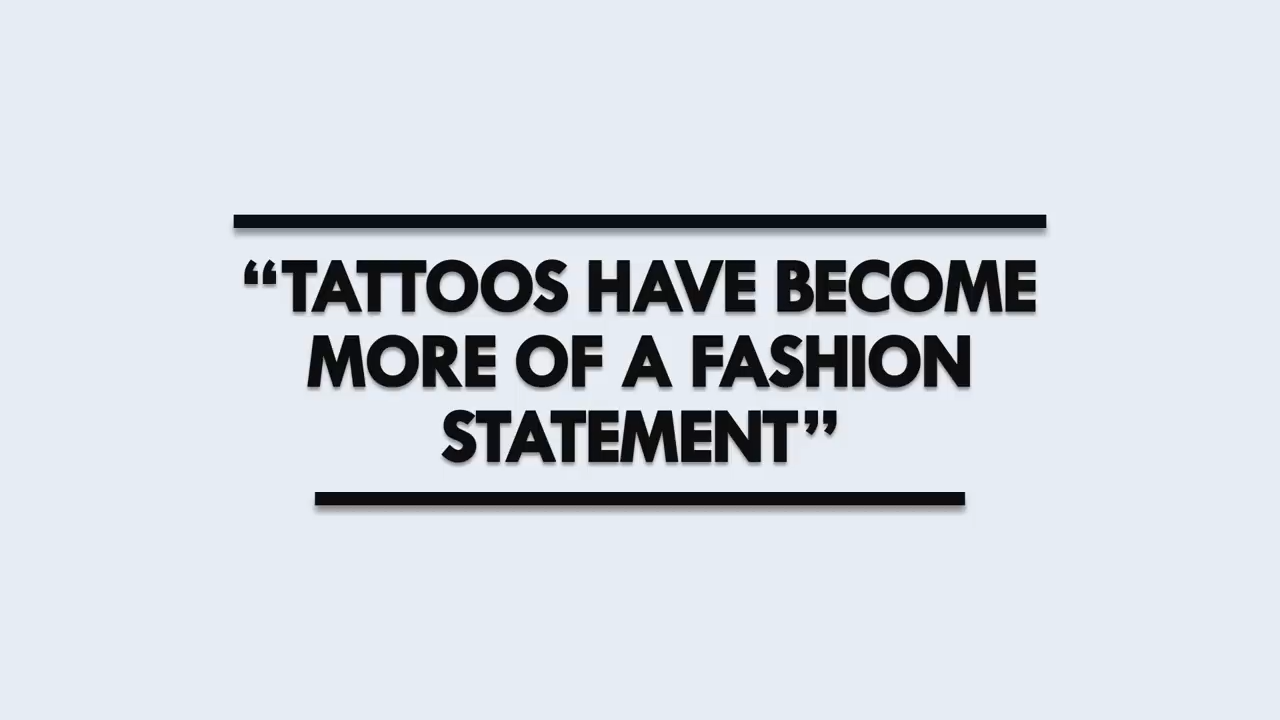 “TATTOOS HAVE BECOME
MORE OF A FASHION
STATEMENT”